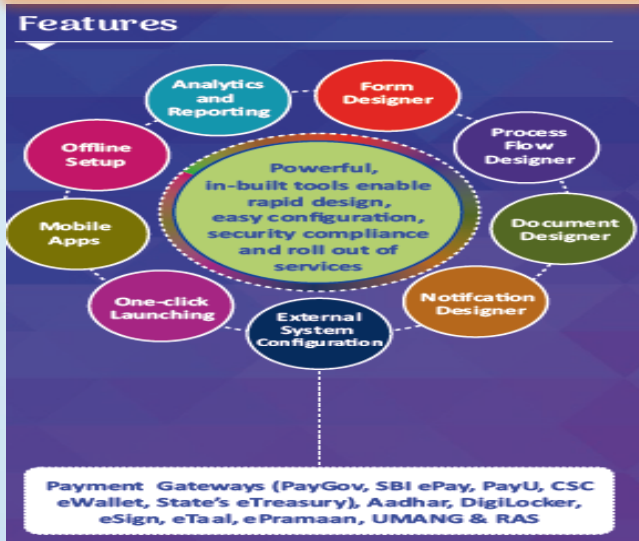 Features
Analytics
and
Reporting
Form
Designer
Offline
Setup
Process
Flow
Designer
Powerful,
in-built tools enable
rapid design,
easy configuration,
security compliance
and roll out of
services
Mobile
Apps
Document
Designer
One-click
Launching
Notifcation
Designer
External
System
Configuration
Payment Gateways (PayGov, SBI ePay, PayU, CSC
eWallet, State's eTreasury), Aadhar, DigiLocker,
eSign, eTaal, ePramaan, UMANG & RAS